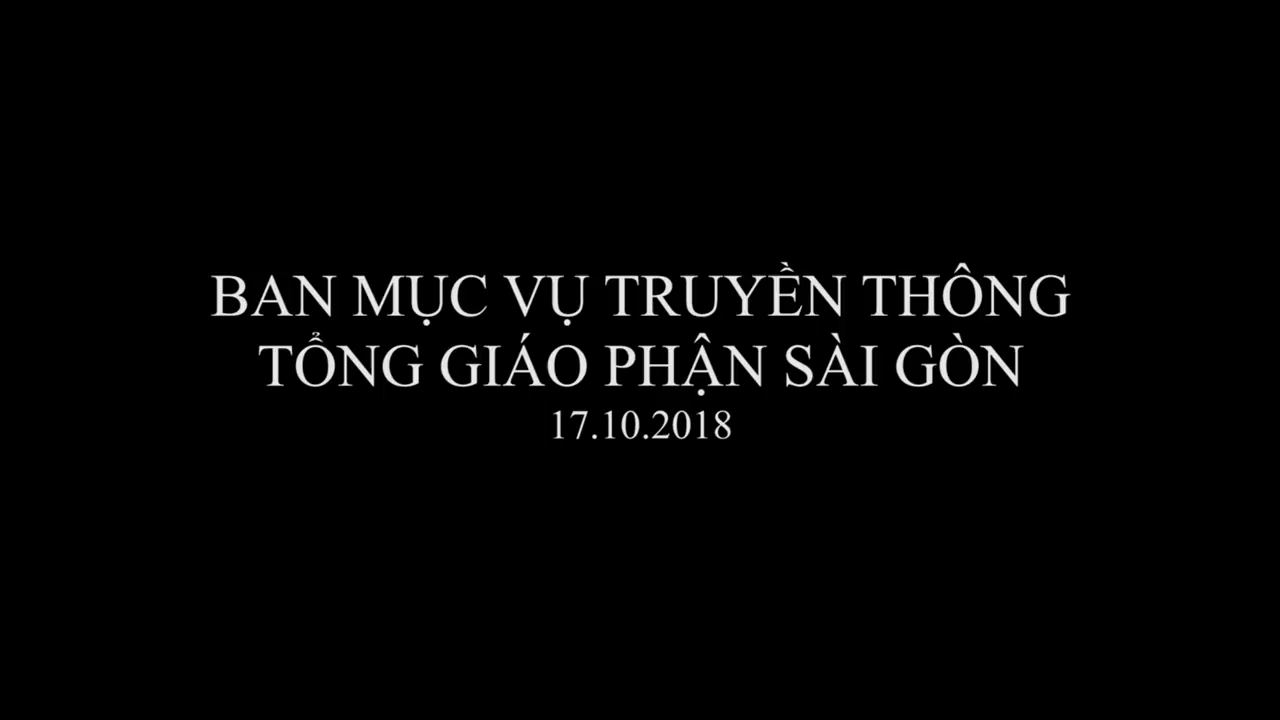 BAN MỤC VỤ TRUYỀN THÔNG
TỔNG GIÁO PHẬN SÀI GÒN
17.10.2018